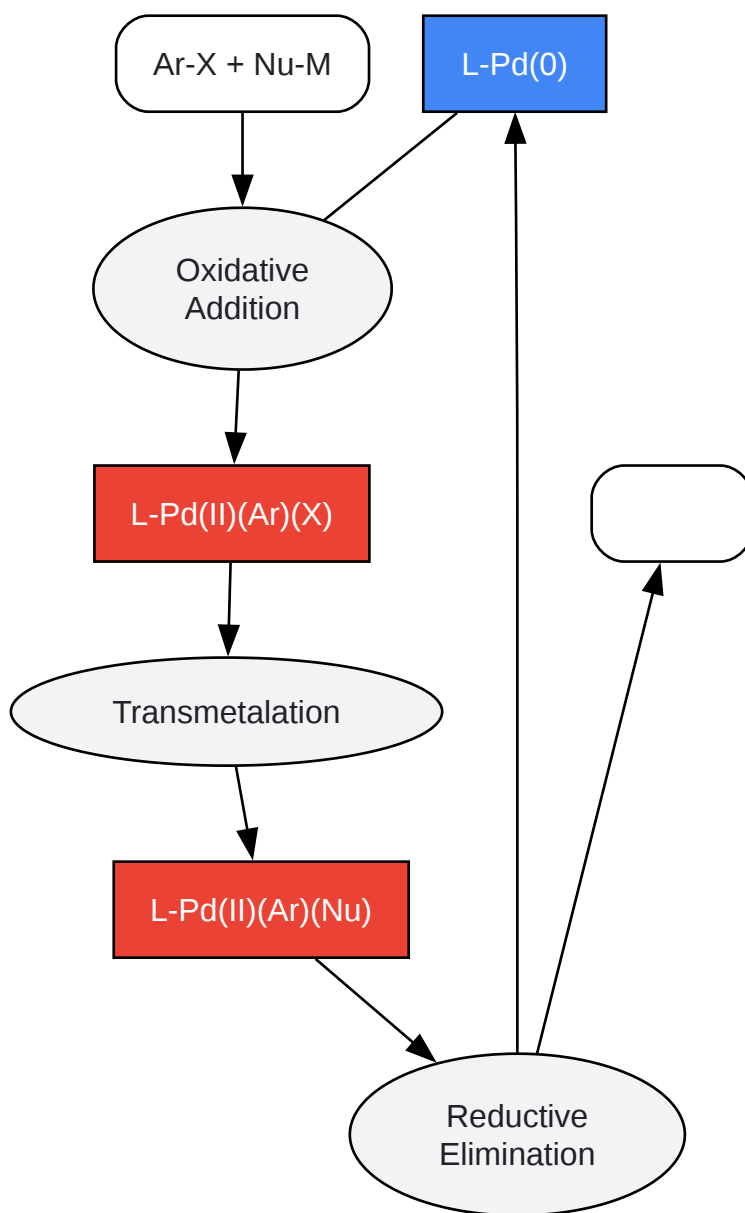 Ar-X + Nu-M
L-Pd(0)
Oxidative
Addition
L-Pd(II)(Ar)(X)
Transmetalation
L-Pd(II)(Ar)(Nu)
Reductive
Elimination